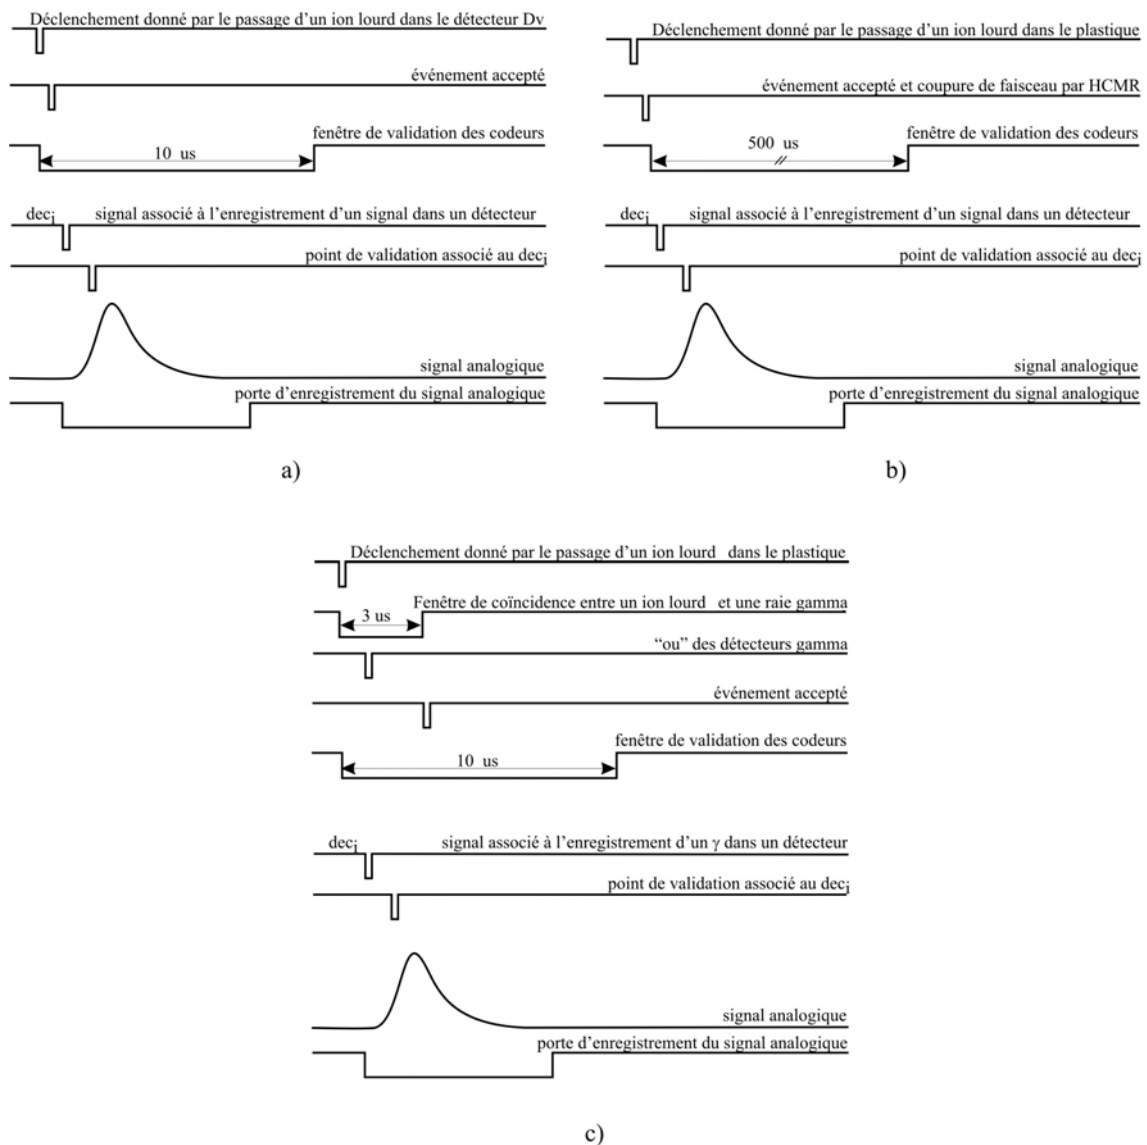 Déclenchement donné par le passage d’un ion lourd dans le détecteur Dv
événement accepté
fenêtre de validation des codeurs
10 us
dec_i signal associé à l’enregistrement d’un signal dans un détecteur
point de validation associé au dec_i
signal analogique
porte d’enregistrement du signal analogique
a)
Déclenchement donné par le passage d’un ion lourd dans le plastique
événement accepté et coupure de faisceau par HCMR
fenêtre de validation des codeurs
500 us
dec_i signal associé à l’enregistrement d’un signal dans un détecteur
point de validation associé au dec_i
signal analogique
porte d’enregistrement du signal analogique
b)
Déclenchement donné par le passage d’un ion lourd dans le plastique
Fenêtre de coïncidence entre un ion lourd et une raie gamma
3 us
“ou” des détecteurs gamma
événement accepté
fenêtre de validation des codeurs
10 us
dec_i signal associé à l’enregistrement d’un γ dans un détecteur
point de validation associé au dec_i
signal analogique
porte d’enregistrement du signal analogique
c)